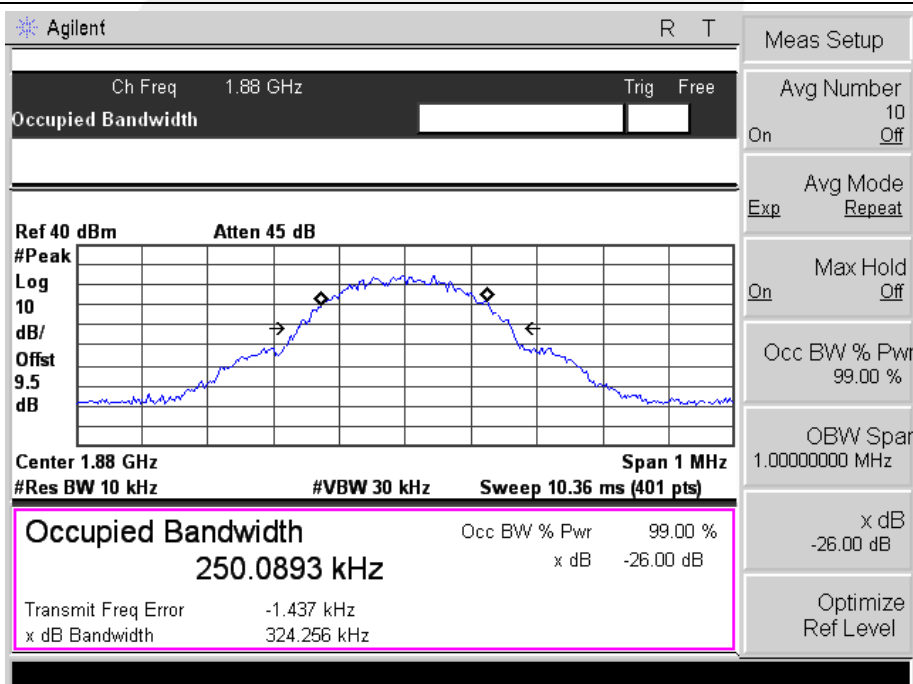 Agilent R T
Ch Freq 1.88 GHz Trig Free
Occupied Bandwidth
Ref 40 dBm Atten 45 dB
#Peak
Log
10
dB/
Offst
9.5
dB
Center 1.88 GHz Span 1 MHz
#Res BW 10 kHz #VBW 30 kHz Sweep 10.36 ms (401 pts)
Occupied Bandwidth
250.0893 kHz
Occ BW % Pwr 99.00 %
x dB -26.00 dB
Transmit Freq Error -1.437 kHz
x dB Bandwidth 324.256 kHz
Meas Setup
Avg Number
10
On Off
Avg Mode
Exp Repeat
Max Hold
On Off
Occ BW % Pwr
99.00 %
OBW Span
1.00000000 MHz
x dB
-26.00 dB
Optimize
Ref Level